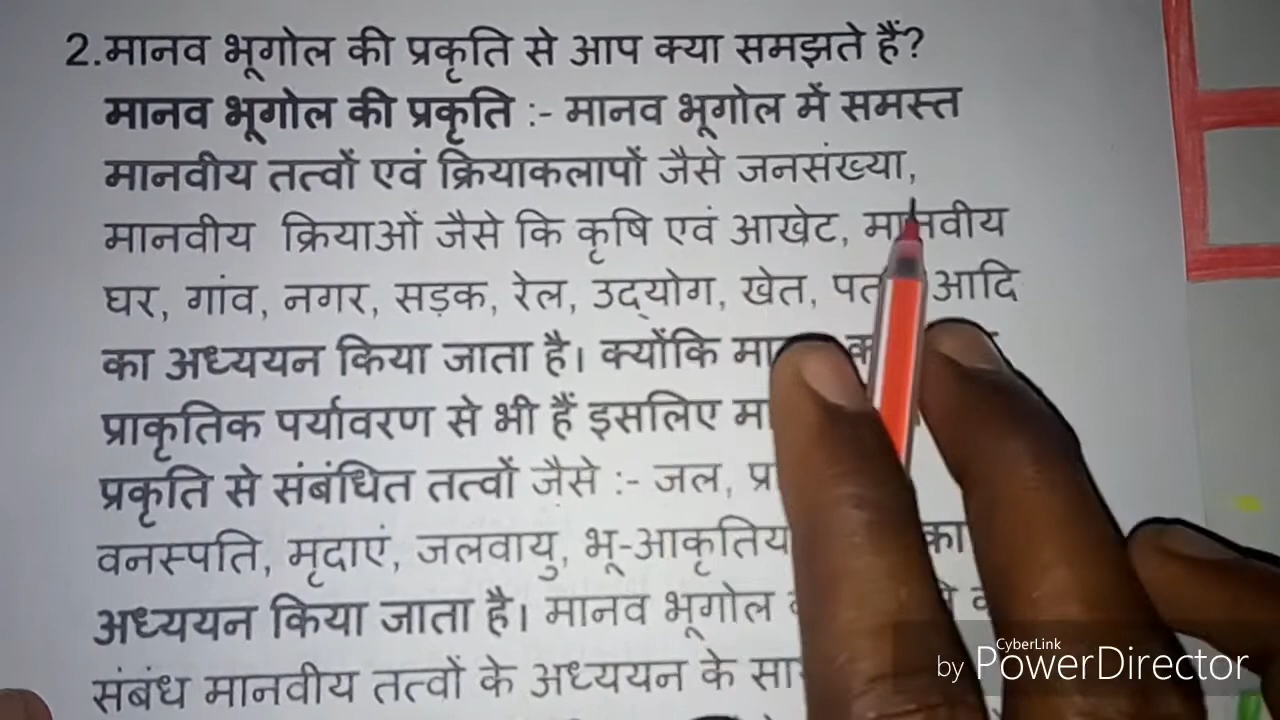 2.मानव भूगोल की प्रकृति से आप क्या समझते हैं?
मानव भूगोल की प्रकृति :- मानव भूगोल में समस्त
मानवीय तत्वों एवं क्रियाकलापों जैसे जनसंख्या,
मानवीय क्रियाओं जैसे कि कृषि एवं आखेट, मानवीय
घर, गांव, नगर, सड़क, रेल, उद्योग, खेत, आदि
का अध्ययन किया जाता है। क्योंकि
प्राकृतिक पर्यावरण से भी हैं इसलिए
प्रकृति से संबंधित तत्वों जैसे :- जल,
वनस्पति, मृदाएं, जलवायु, का
अध्ययन किया जाता है। मानव भूगोल
संबंध मानवीय तत्वों के अध्ययन के
CyberLink
by PowerDirector